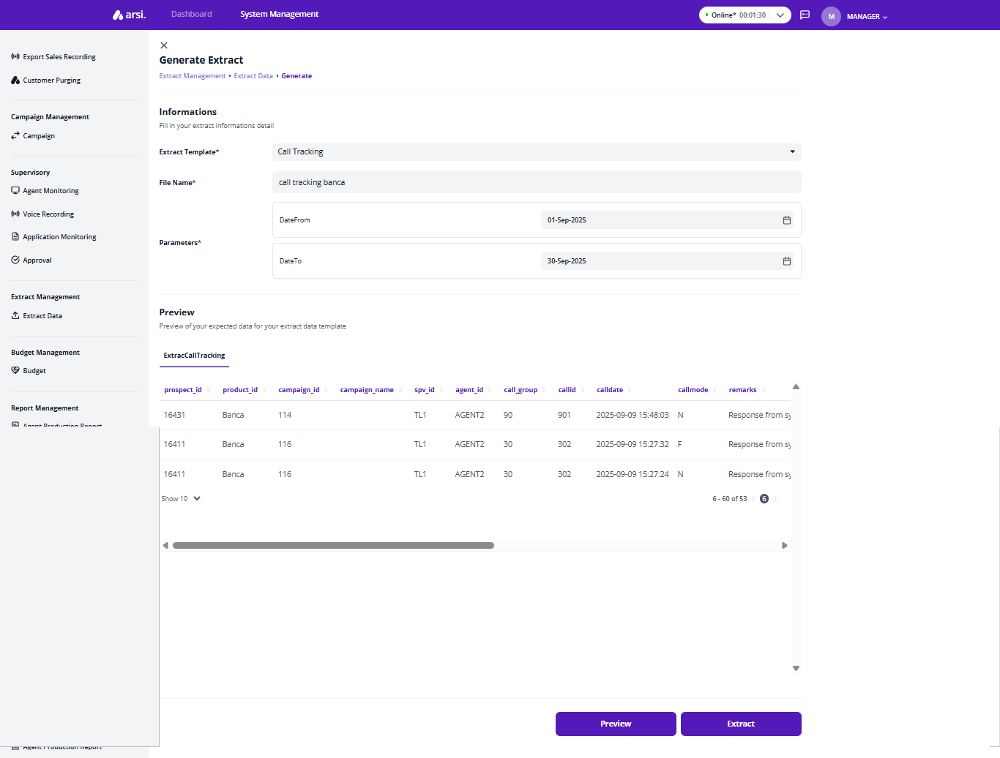 arsi.
Dashboard
System Management
Online* 00:01:30
M
MANAGER
Export Sales Recording
Customer Purging
Campaign Management
Campaign
Supervisory
Agent Monitoring
Voice Recording
Application Monitoring
Approval
Extract Management
Extract Data
Budget Management
Budget
Report Management
Agent Production Report
Agent Production Report
Generate Extract
Extract Management • Extract Data • Generate
Informations
Fill in your extract informations detail
Extract Template* Call Tracking
File Name* call tracking banca
Parameters*
DateFrom 01-Sep-2025
DateTo 30-Sep-2025
Preview
Preview of your expected data for your extract data template
ExtracCallTracking
prospect_id product_id campaign_id campaign_name spv_id agent_id call_group callid calldate callmode remarks
16431 Banca 114 TL1 AGENT2 90 901 2025-09-09 15:48:03 N Response from sy
16411 Banca 116 TL1 AGENT2 30 302 2025-09-09 15:27:32 F Response from sy
16411 Banca 116 TL1 AGENT2 30 302 2025-09-09 15:27:24 N Response from sy
Show 10
6 - 60 of 53
6
Preview
Extract